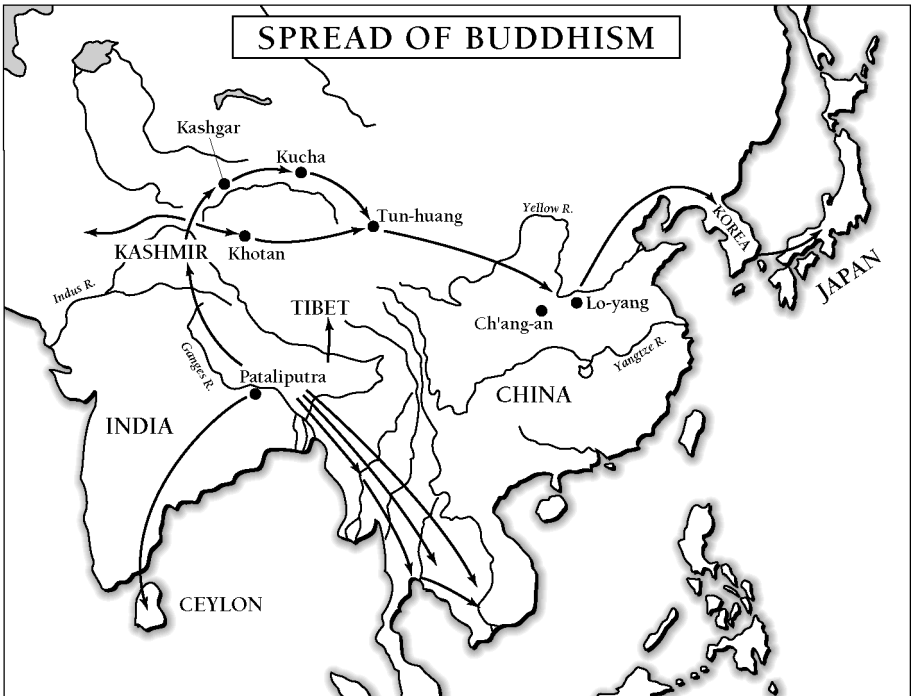 SPREAD OF BUDDHISM
Kashgar
Kucha
Tun-huang
Yellow R.
KOREA
JAPAN
KASHMIR
Khotan
Indus R.
TIBET
Lo-yang
Ch'ang-an
Yangtze R.
Ganges R.
Pataliputra
CHINA
INDIA
CEYLON